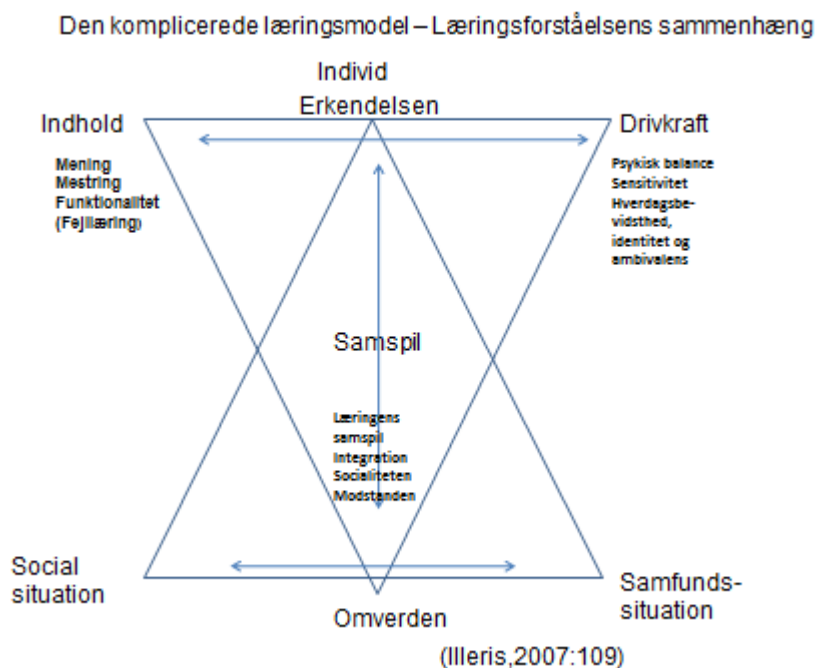 Den komplicerede læringsmodel – Læringsforståelsens sammenhæng
Individ
Erkendelsen
Indhold
Drivkraft
Mening
Mestring
Funktionalitet
(Fejllæring)
Psykisk balance
Sensitivitet
Hverdagsbe-
vidsthed,
identitet og
ambivalens
Samspil
Læringens
samspil
Integration
Socialiteten
Modstanden
Social
situation
Samfunds-
situation
Omverden
(Illeris,2007:109)